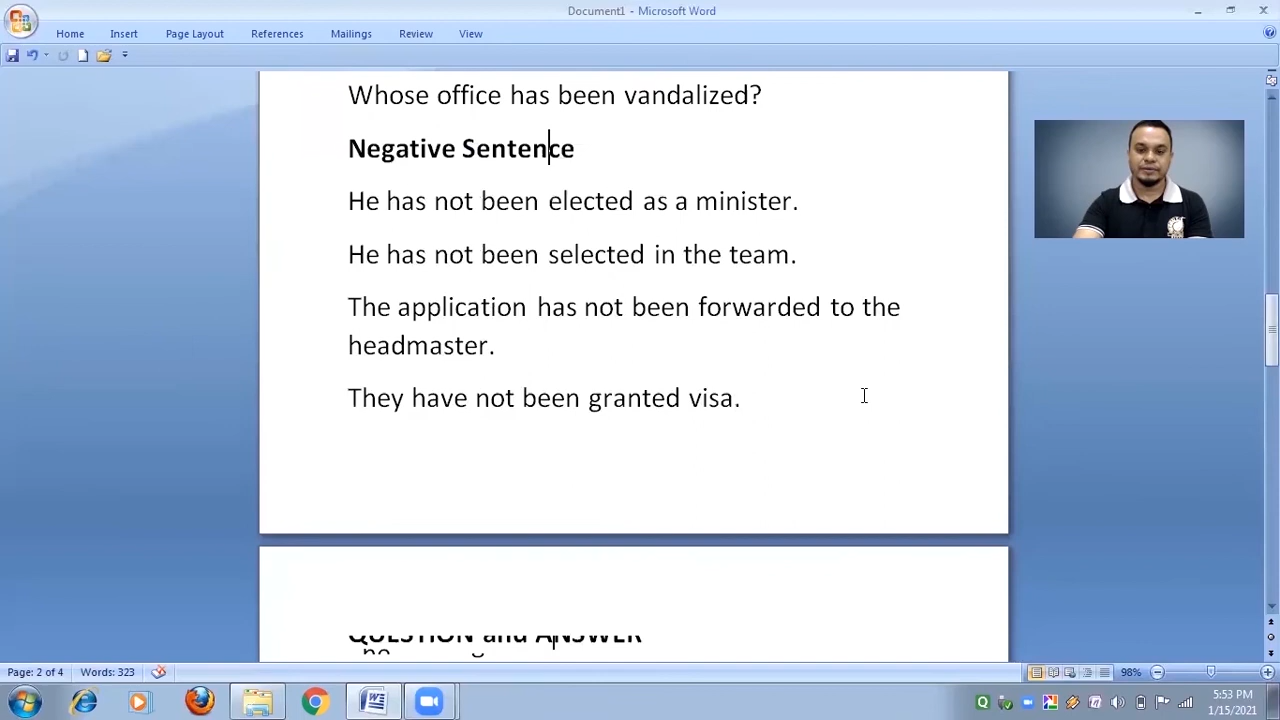 Document1 - Microsoft Word
Home Insert Page Layout References Mailings Review View
Whose office has been vandalized?
Negative Sentence
He has not been elected as a minister.
He has not been selected in the team.
The application has not been forwarded to the
headmaster.
They have not been granted visa.
QUESTION and ANSWER
Page: 2 of 4 Words: 323 98%
5:53 PM
1/15/2021